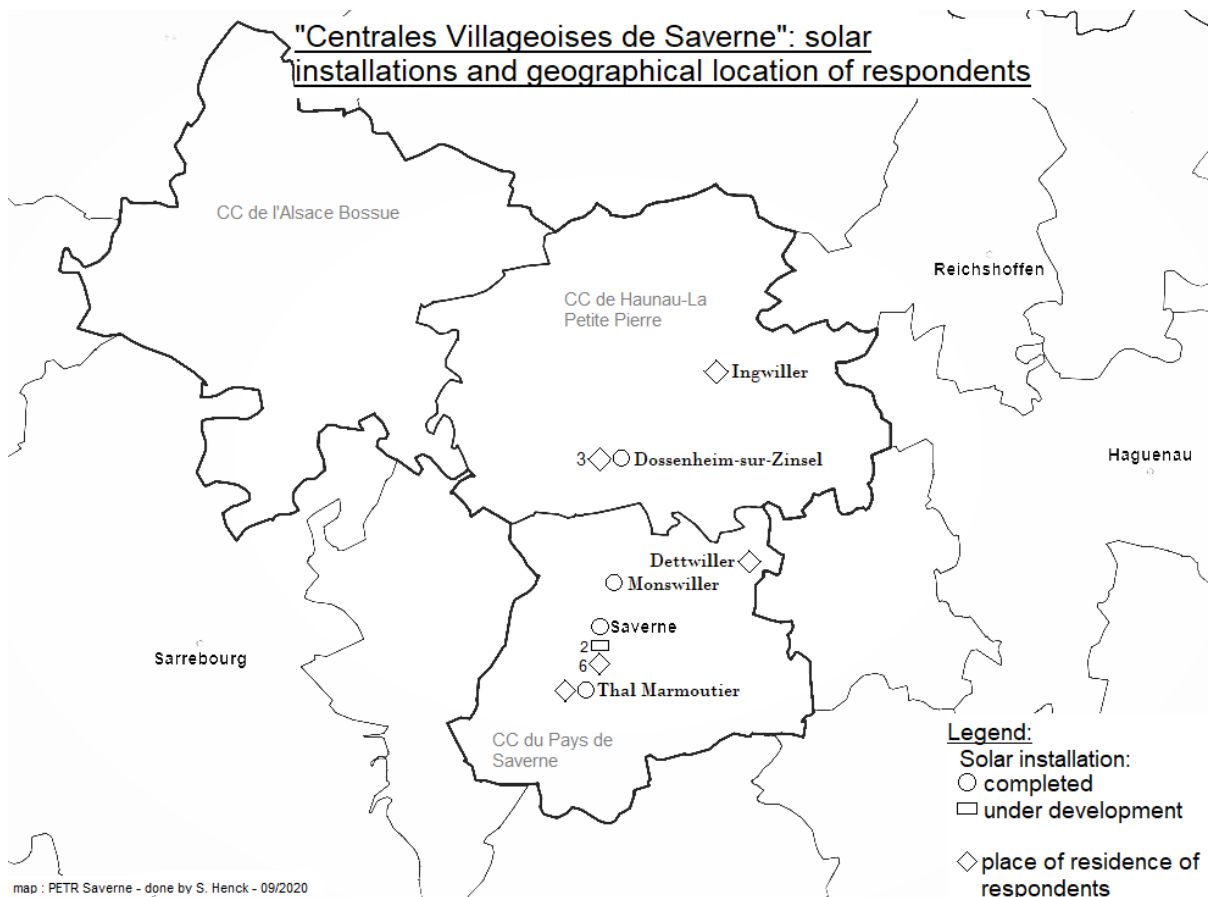 "Centrales Villageoises de Saverne": solar
installations and geographical location of respondents
CC de l'Alsace Bossue
Reichshoffen
CC de Haunau-La
Petite Pierre
Ingwiller
3 Dossenheim-sur-Zinsel
Haguenau
Dettwiller
Monswiller
Saverne
2
6
Sarrebourg
Thal Marmoutier
CC du Pays de
Saverne
Legend:
Solar installation:
completed
under development
place of residence of
respondents
map : PETR Saverne - done by S. Henck - 09/2020